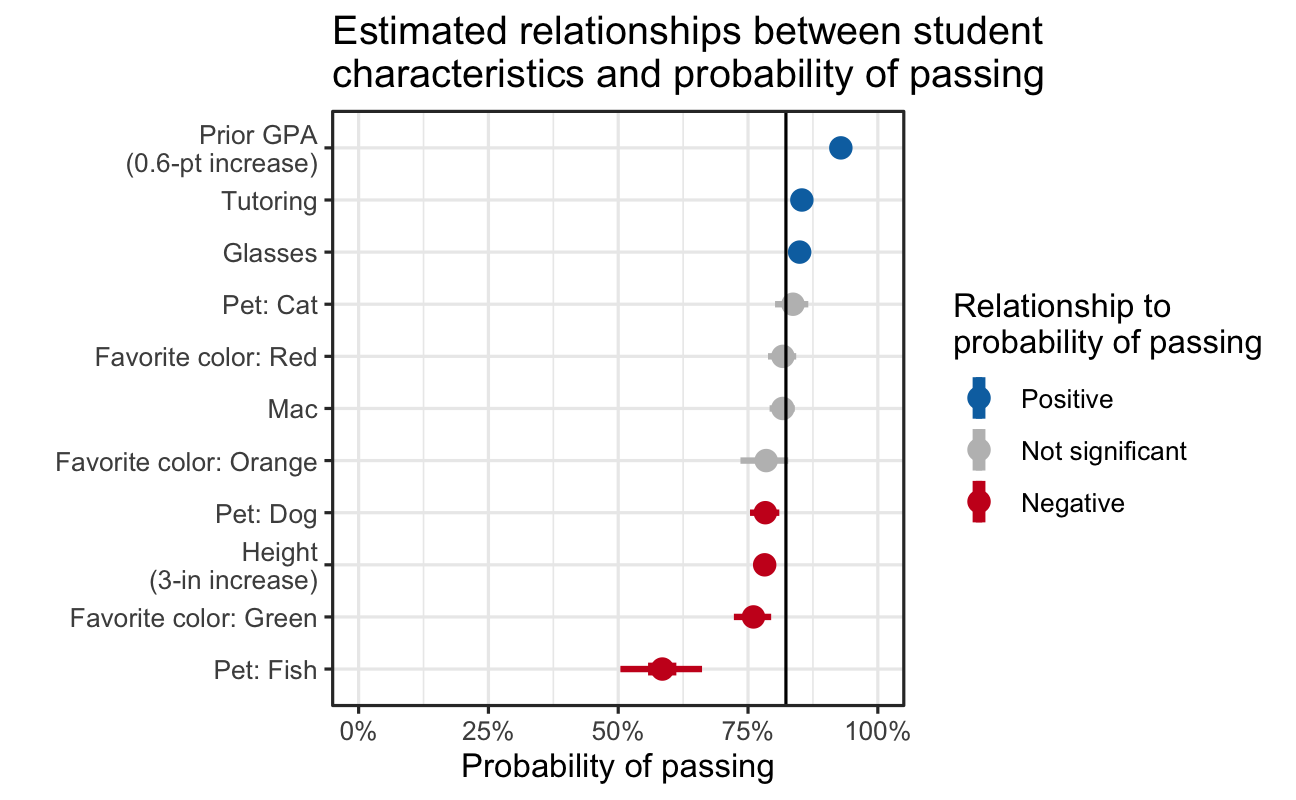 Estimated relationships between student
characteristics and probability of passing
Prior GPA
(0.6-pt increase)
Tutoring
Glasses
Pet: Cat
Favorite color: Red
Mac
Favorite color: Orange
Pet: Dog
Height
(3-in increase)
Favorite color: Green
Pet: Fish
0% 25% 50% 75% 100%
Probability of passing
Relationship to
probability of passing
Positive
Not significant
Negative